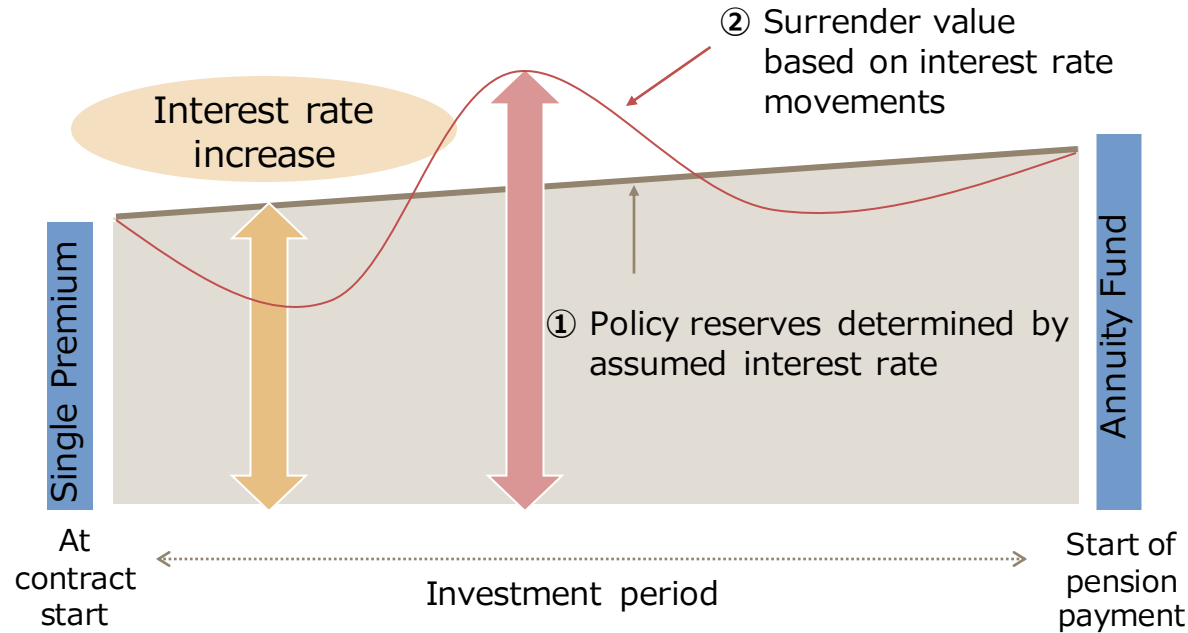 ② Surrender value
based on interest rate
movements
Interest rate
increase
① Policy reserves determined by
assumed interest rate
Single Premium
Annuity Fund
At
contract
start
Investment period
Start of
pension
payment